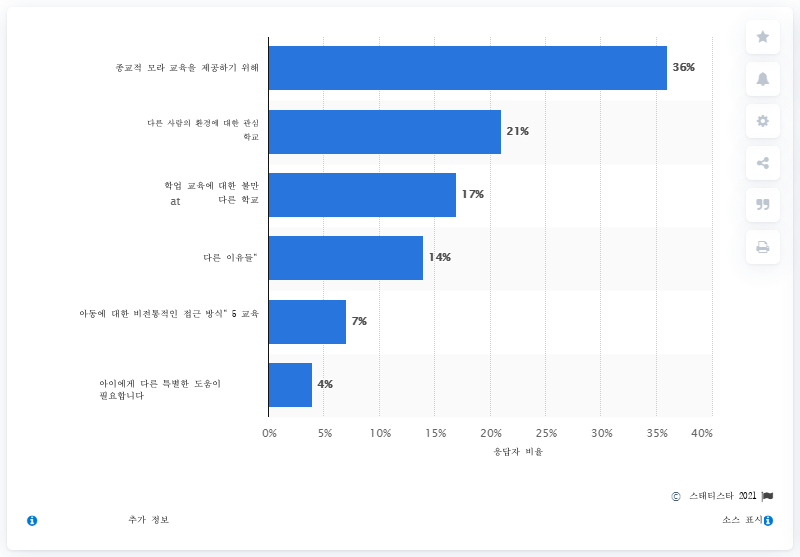 종교적 모라 교육을 제공하기 위해
36%
다른 사람의 환경에 대한 관심
학교
21%
학업 교육에 대한 불만
at 다른 학교
17%
다른 이유들"
14%
아동에 대한 비전통적인 접근 방식" 6 교육
7%
아이에게 다른 특별한 도움이
필요합니다
4%
0% 5% 10% 15% 20% 25% 30% 35% 40%
응답자 비율
© 스태티스타 2021
추가 정보
소스 표시